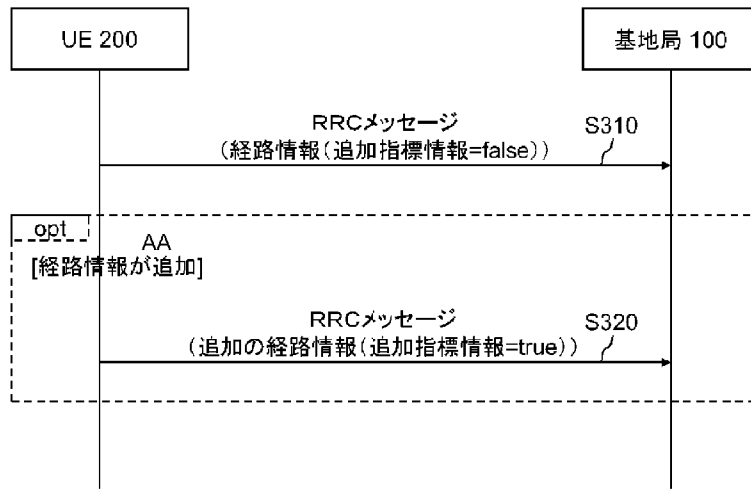 UE 200
基地局 100
RRCメッセージ
（経路情報（追加指標情報=false））
S310
opt
AA
[経路情報が追加]
RRCメッセージ
（追加の経路情報（追加指標情報=true））
S320